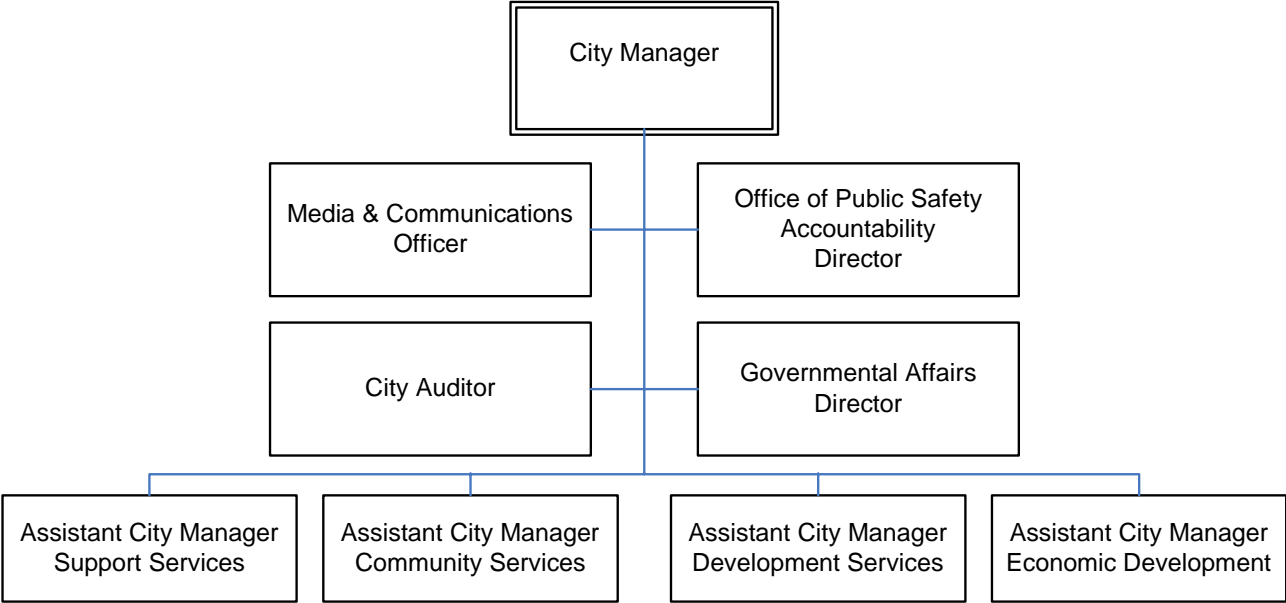 City Manager
Media & Communications
Officer
Office of Public Safety
Accountability
Director
City Auditor
Governmental Affairs
Director
Assistant City Manager
Support Services
Assistant City Manager
Community Services
Assistant City Manager
Development Services
Assistant City Manager
Economic Development